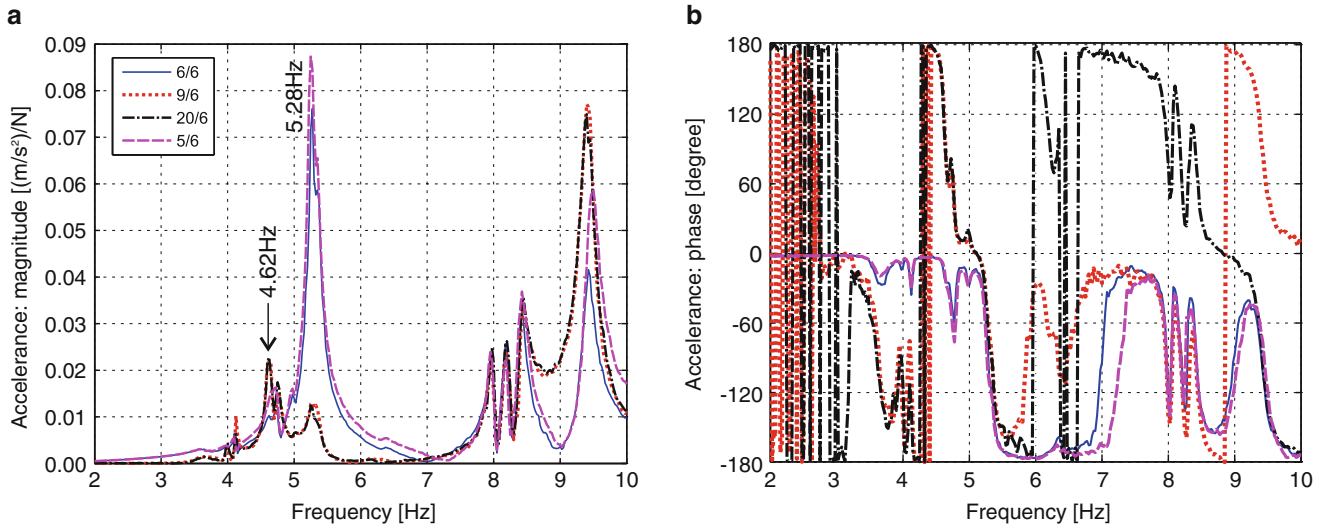 a
Accelerance: magnitude [(m/s²)/N]
0.09
0.08
0.07
0.06
0.05
0.04
0.03
0.02
0.01
0.00
6/6
9/6
20/6
5/6
4.62Hz
5.28Hz
2 3 4 5 6 7 8 9 10
Frequency [Hz]
b
Accelerance: phase [degree]
180
120
60
0
-60
-120
-180
2 3 4 5 6 7 8 9 10
Frequency [Hz]